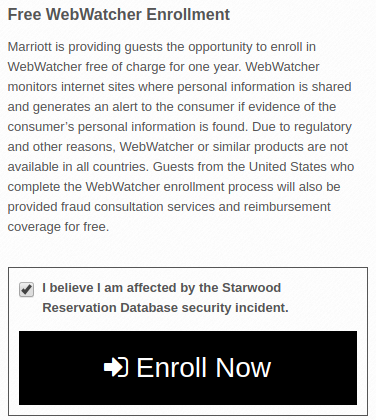 Free WebWatcher Enrollment
Marriott is providing guests the opportunity to enroll in
WebWatcher free of charge for one year. WebWatcher
monitors internet sites where personal information is shared
and generates an alert to the consumer if evidence of the
consumer’s personal information is found. Due to regulatory
and other reasons, WebWatcher or similar products are not
available in all countries. Guests from the United States who
complete the WebWatcher enrollment process will also be
provided fraud consultation services and reimbursement
coverage for free.
I believe I am affected by the Starwood
Reservation Database security incident.
Enroll Now